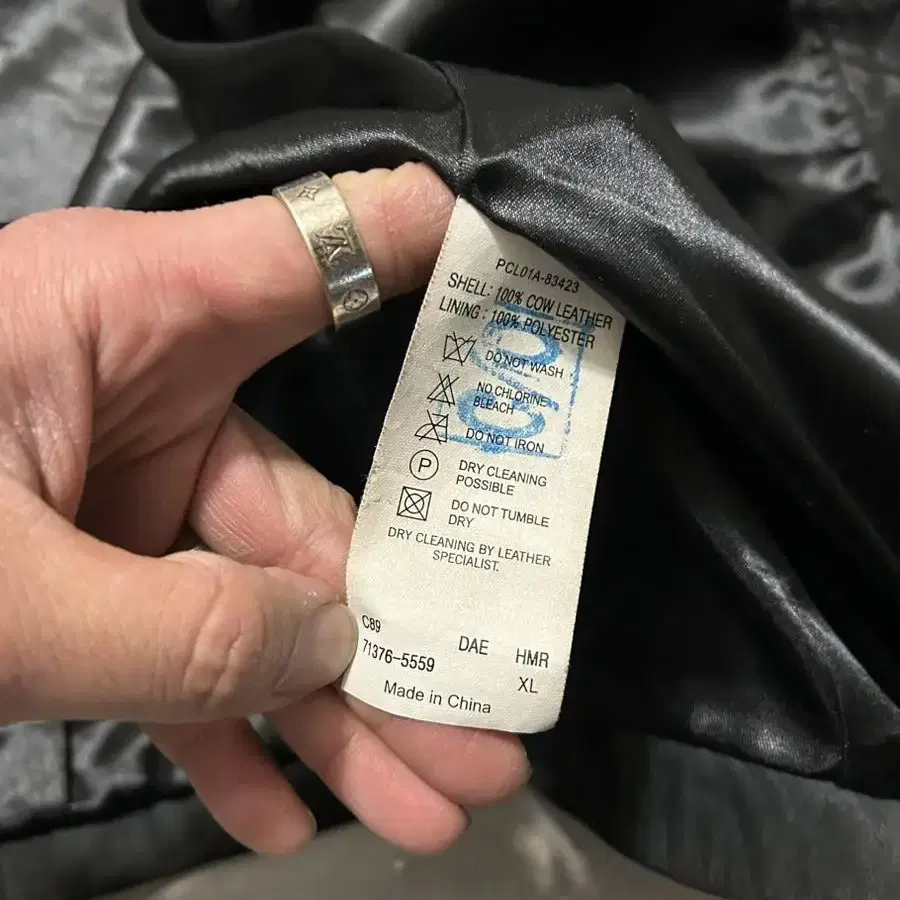 PCL01A-83423
SHELL: 100% COW LEATHER
LINING : 100% POLYESTER
DO NOT WASH
NO CHLORINE
BLEACH
DO NOT IRON
P
DRY CLEANING
POSSIBLE
DO NOT TUMBLE
DRY
DRY CLEANING BY LEATHER
SPECIALIST.
C89
DAE HMR
71376-5559
XL
Made in China